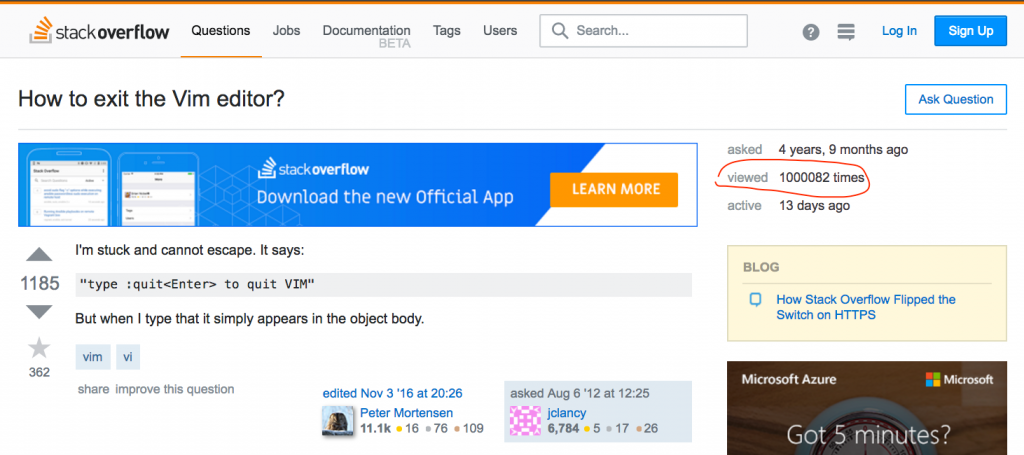 stackoverflow Questions Jobs Documentation Tags Users Search... Log In Sign Up
BETA
How to exit the Vim editor?
Ask Question
asked 4 years, 9 months ago
viewed 1000082 times
active 13 days ago
stackoverflow
Download the new Official App
LEARN MORE
I'm stuck and cannot escape. It says:
1185
"type :quit<Enter> to quit VIM"
But when I type that it simply appears in the object body.
362
vim vi
share improve this question
edited Nov 3 '16 at 20:26
Peter Mortensen
11.1k 16 76 109
asked Aug 6 '12 at 12:25
jclancy
6,784 5 17 26
BLOG
How Stack Overflow Flipped the
Switch on HTTPS
Microsoft Azure Microsoft
Got 5 minutes?